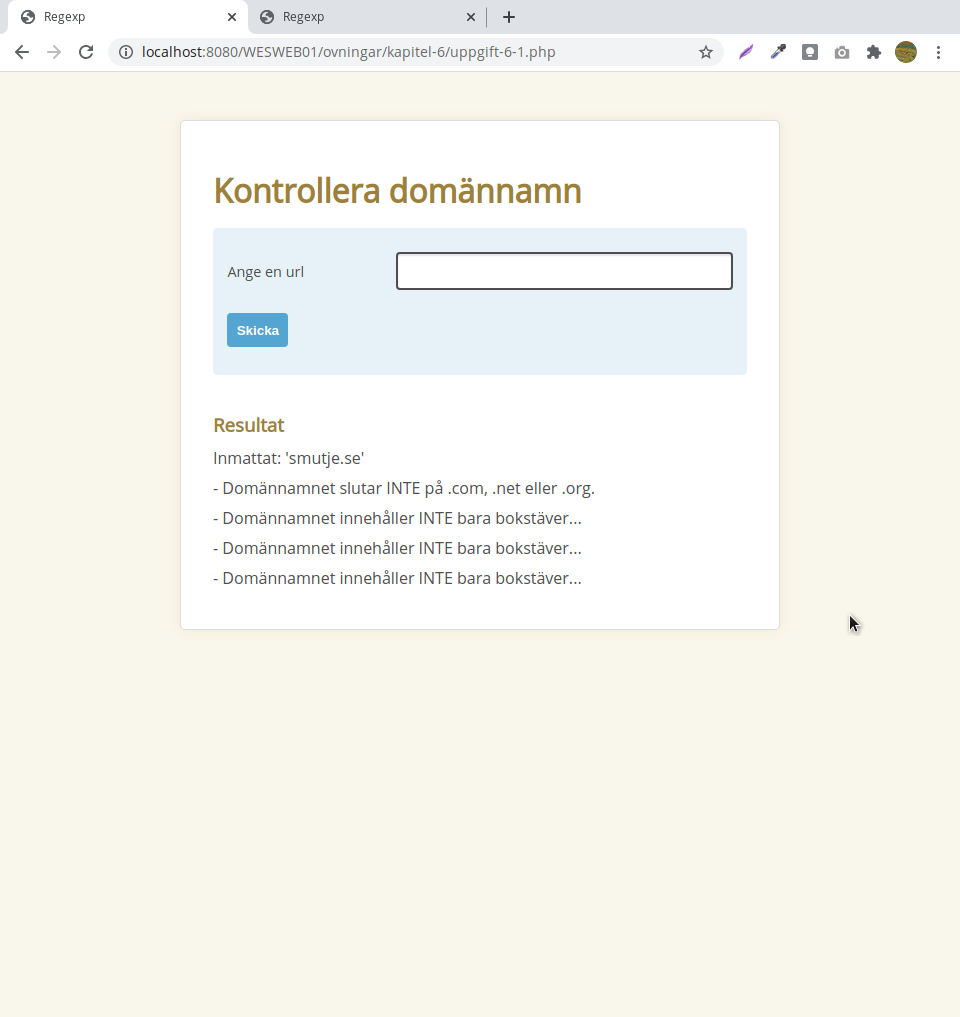 Regexp
Regexp
localhost:8080/WESWEB01/ovningar/kapitel-6/uppgift-6-1.php
Kontrollera domännamn
Ange en url
Skicka
Resultat
Inmattat: 'smutje.se'
- Domännamnet slutar INTE på .com, .net eller .org.
- Domännamnet innehåller INTE bara bokstäver...
- Domännamnet innehåller INTE bara bokstäver...
- Domännamnet innehåller INTE bara bokstäver...